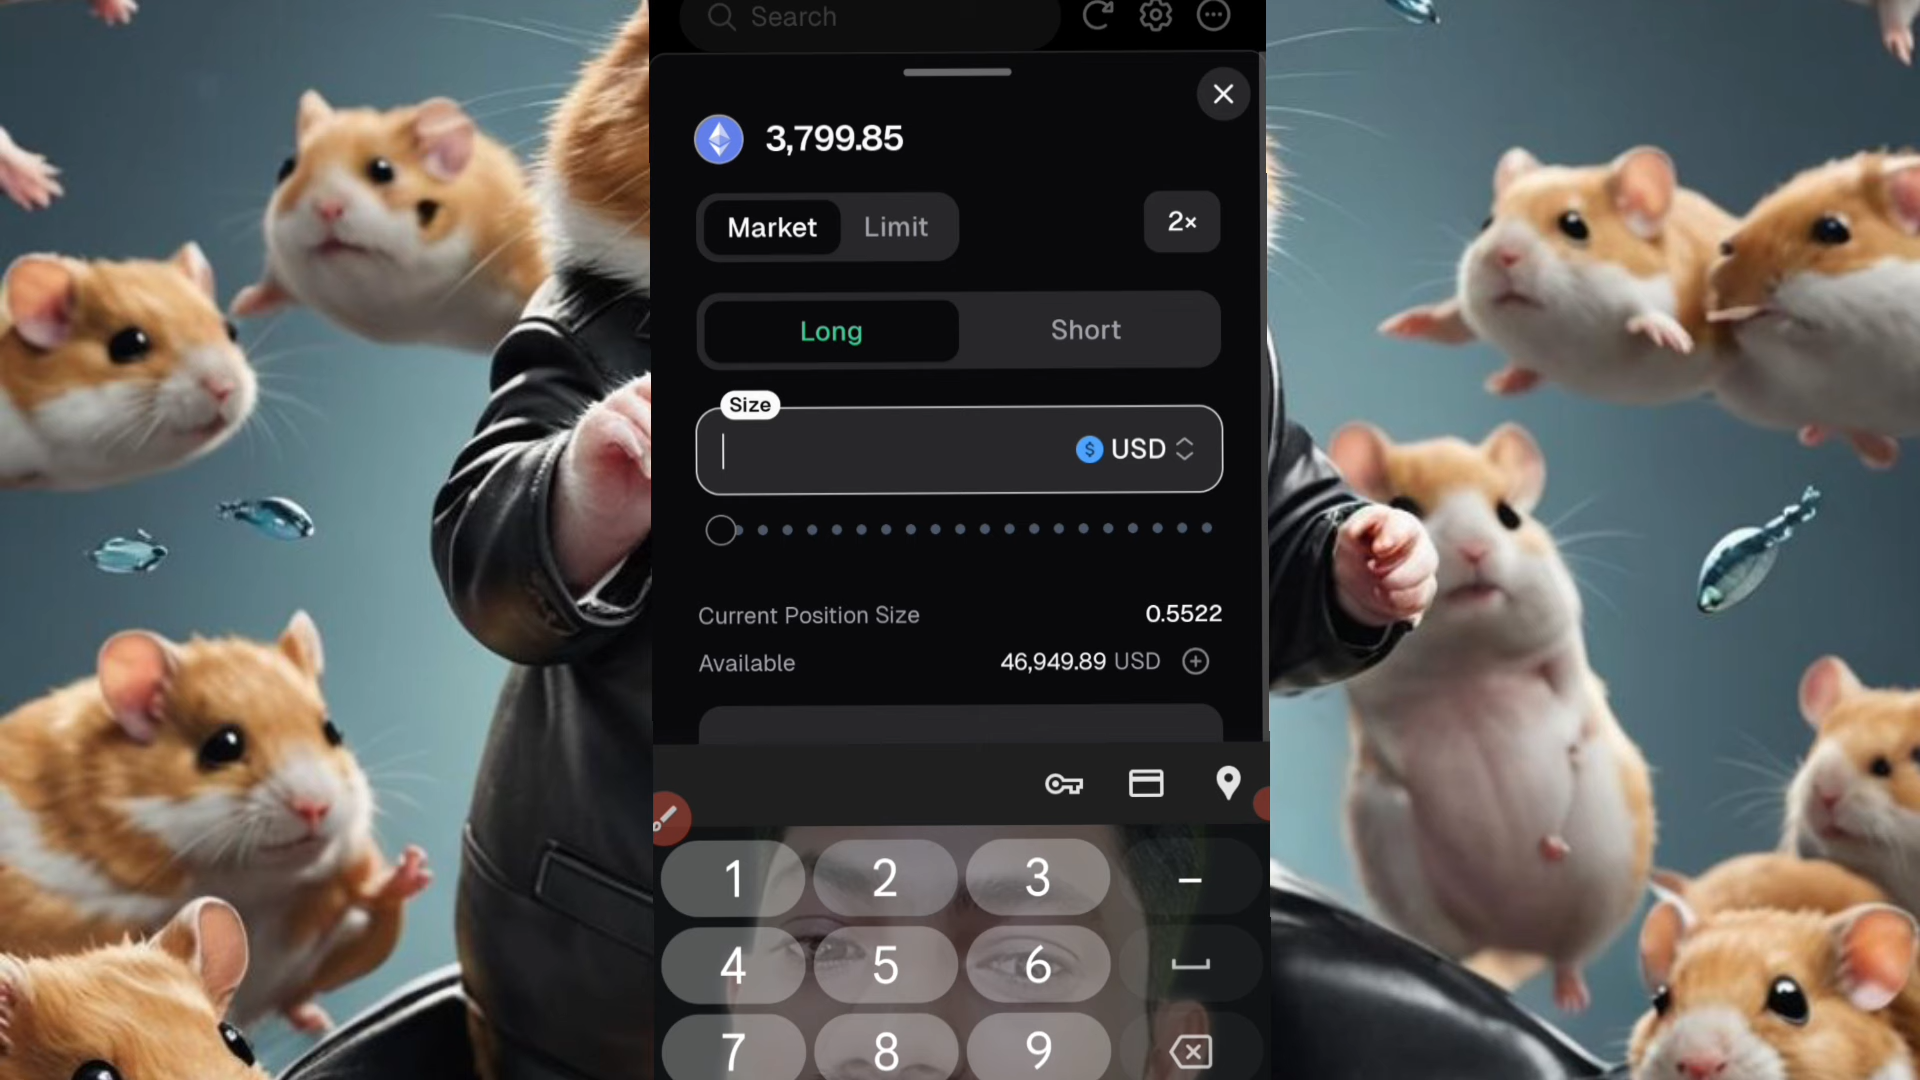 Search
3,799.85
Market Limit 2×
Long Short
Size
USD
Current Position Size 0.5522
Available 46,949.89 USD
1 2 3 –
4 5 6
7 8 9